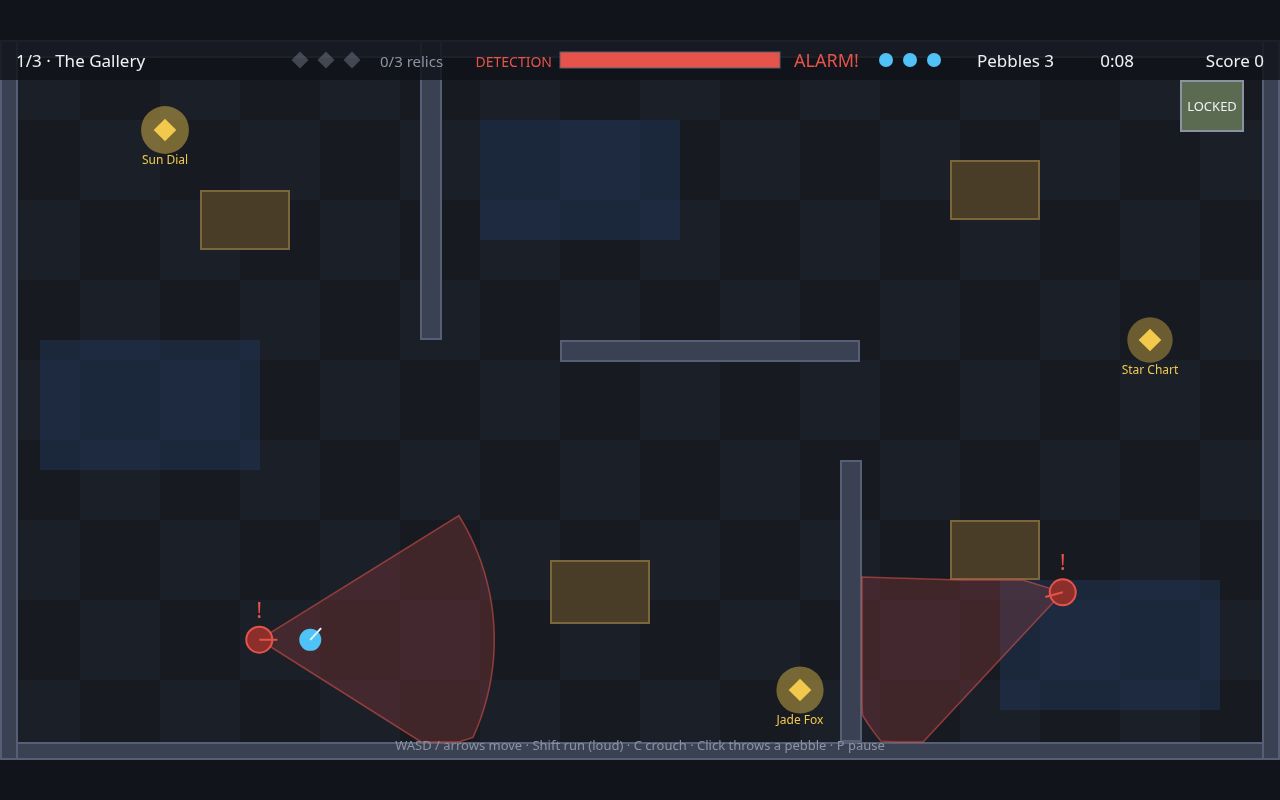 1/3 · The Gallery
0/3 relics
DETECTION
ALARM!
Pebbles 3
0:08
Score 0
LOCKED
Sun Dial
Star Chart
!
!
Jade Fox
WASD / arrows move · Shift run (loud) · C crouch · Click throws a pebble · P pause